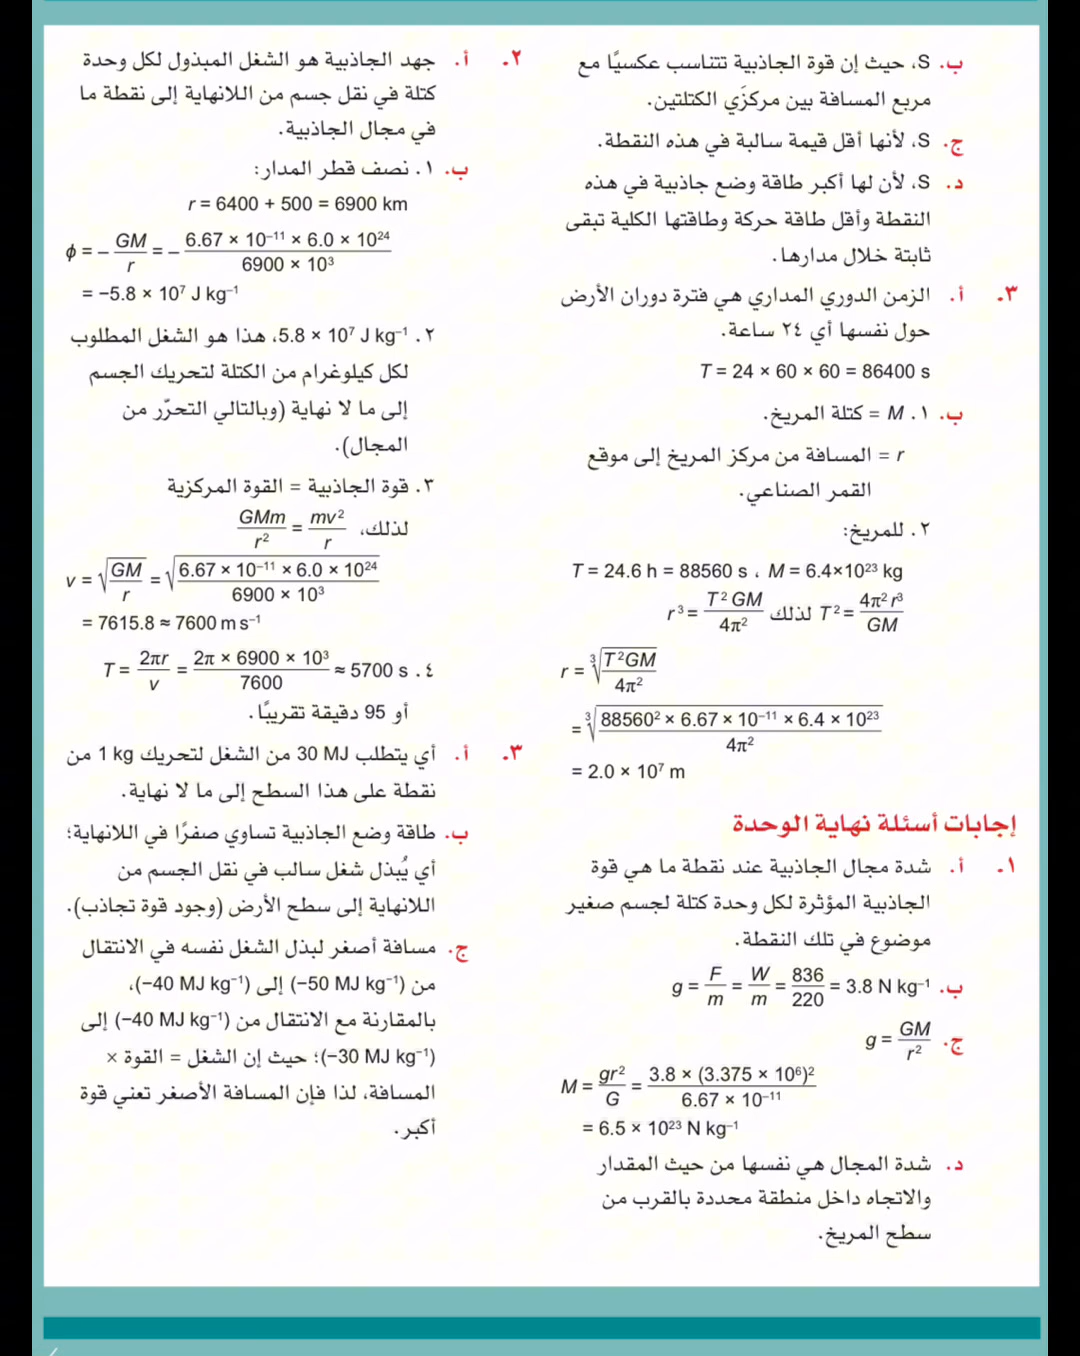 ب. S، حيث إن قوة الجاذبية تتناسب عكسيًا مع
مربع المسافة بين مركزَي الكتلتين.
ج. S، لأنها أقل قيمة سالبة في هذه النقطة.
د. S، لأن لها أكبر طاقة وضع جاذبية في هذه
النقطة وأقل طاقة حركة وطاقتها الكلية تبقى
ثابتة خلال مدارها.
٣. أ. الزمن الدوري المداري هي فترة دوران الأرض
حول نفسها أي ٢٤ ساعة.
T = 24 × 60 × 60 = 86400 s
ب. ١. M = كتلة المريخ.
r = المسافة من مركز المريخ إلى موقع
القمر الصناعي.
٢. للمريخ:
T = 24.6 h = 88560 s ، M = 6.4×10²³ kg
T² = 4π² r³ / GM لذلك r³ = T² GM / 4π²
r = ∛(T²GM / 4π²)
= ∛(88560² × 6.67 × 10⁻¹¹ × 6.4 × 10²³ / 4π²)
= 2.0 × 10⁷ m
إجابات أسئلة نهاية الوحدة
١. أ. شدة مجال الجاذبية عند نقطة ما هي قوة
الجاذبية المؤثرة لكل وحدة كتلة لجسم صغير
موضوع في تلك النقطة.
ب. g = F/m = W/m = 836/220 = 3.8 N kg⁻¹
ج. g = GM/r²
M = gr²/G = 3.8 × (3.375 × 10⁶)² / 6.67 × 10⁻¹¹
= 6.5 × 10²³ N kg⁻¹
د. شدة المجال هي نفسها من حيث المقدار
والاتجاه داخل منطقة محددة بالقرب من
سطح المريخ.
٢. أ. جهد الجاذبية هو الشغل المبذول لكل وحدة
كتلة في نقل جسم من اللانهاية إلى نقطة ما
في مجال الجاذبية.
ب. ١. نصف قطر المدار:
r = 6400 + 500 = 6900 km
ϕ = − GM/r = − 6.67 × 10⁻¹¹ × 6.0 × 10²⁴ / 6900 × 10³
= −5.8 × 10⁷ J kg⁻¹
٢. 5.8 × 10⁷ J kg⁻¹، هذا هو الشغل المطلوب
لكل كيلوغرام من الكتلة لتحريك الجسم
إلى ما لا نهاية (وبالتالي التحرّر من
المجال).
٣. قوة الجاذبية = القوة المركزية
لذلك، GMm/r² = mv²/r
v = √(GM/r) = √(6.67 × 10⁻¹¹ × 6.0 × 10²⁴ / 6900 × 10³)
= 7615.8 ≈ 7600 m s⁻¹
٤. T = 2πr/v = 2π × 6900 × 10³ / 7600 ≈ 5700 s
أو 95 دقيقة تقريبًا.
٣. أ. أي يتطلب 30 MJ من الشغل لتحريك 1 kg من
نقطة على هذا السطح إلى ما لا نهاية.
ب. طاقة وضع الجاذبية تساوي صفرًا في اللانهاية؛
أي يُبذل شغل سالب في نقل الجسم من
اللانهاية إلى سطح الأرض (وجود قوة تجاذب).
ج. مسافة أصغر لبذل الشغل نفسه في الانتقال
من (−50 MJ kg⁻¹) إلى (−40 MJ kg⁻¹)،
بالمقارنة مع الانتقال من (−40 MJ kg⁻¹) إلى
(−30 MJ kg⁻¹)؛ حيث إن الشغل = القوة ×
المسافة، لذا فإن المسافة الأصغر تعني قوة
أكبر.